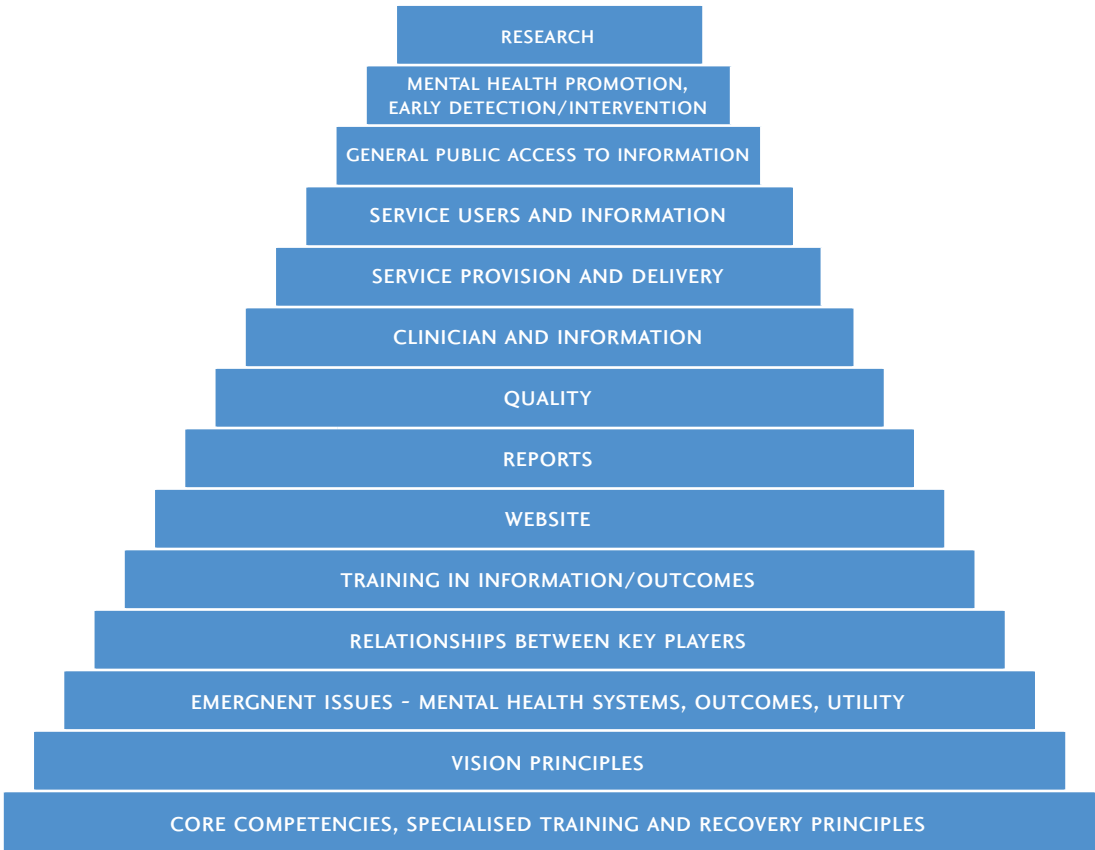 RESEARCH
MENTAL HEALTH PROMOTION,
EARLY DETECTION/INTERVENTION
GENERAL PUBLIC ACCESS TO INFORMATION
SERVICE USERS AND INFORMATION
SERVICE PROVISION AND DELIVERY
CLINICIAN AND INFORMATION
QUALITY
REPORTS
WEBSITE
TRAINING IN INFORMATION/OUTCOMES
RELATIONSHIPS BETWEEN KEY PLAYERS
EMERGNENT ISSUES - MENTAL HEALTH SYSTEMS, OUTCOMES, UTILITY
VISION PRINCIPLES
CORE COMPETENCIES, SPECIALISED TRAINING AND RECOVERY PRINCIPLES